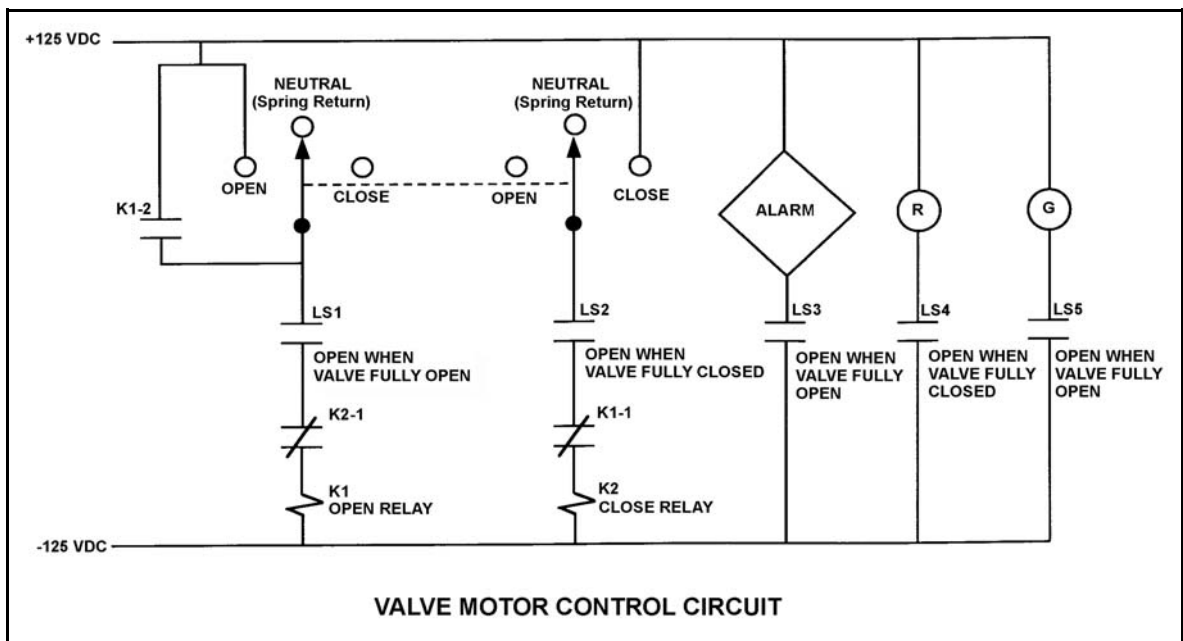 +125 VDC
NEUTRAL
(Spring Return)
NEUTRAL
(Spring Return)
OPEN
CLOSE
OPEN
CLOSE
K1-2
ALARM
R
G
LS1
OPEN WHEN
VALVE FULLY OPEN
LS2
OPEN WHEN
VALVE FULLY CLOSED
LS3
OPEN WHEN
VALVE FULLY
OPEN
LS4
OPEN WHEN
VALVE FULLY
CLOSED
LS5
OPEN WHEN
VALVE FULLY
OPEN
K2-1
K1-1
K1
OPEN RELAY
K2
CLOSE RELAY
-125 VDC
VALVE MOTOR CONTROL CIRCUIT